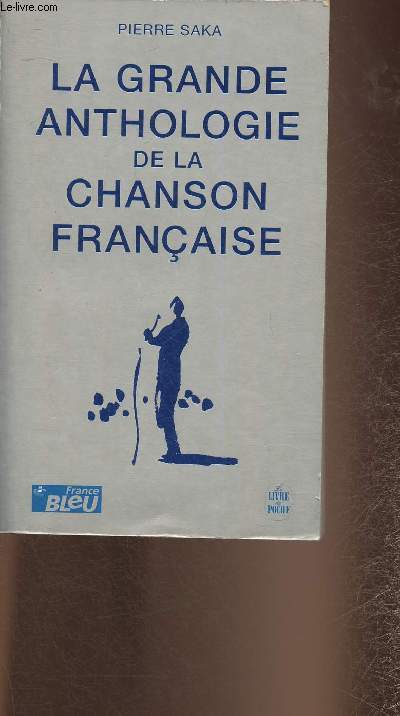 Le-livre.com
PIERRE SAKA
LA GRANDE
ANTHOLOGIE
DE LA
CHANSON
FRANÇAISE
France
BLEU
Le
LIVRE
de
POCHE